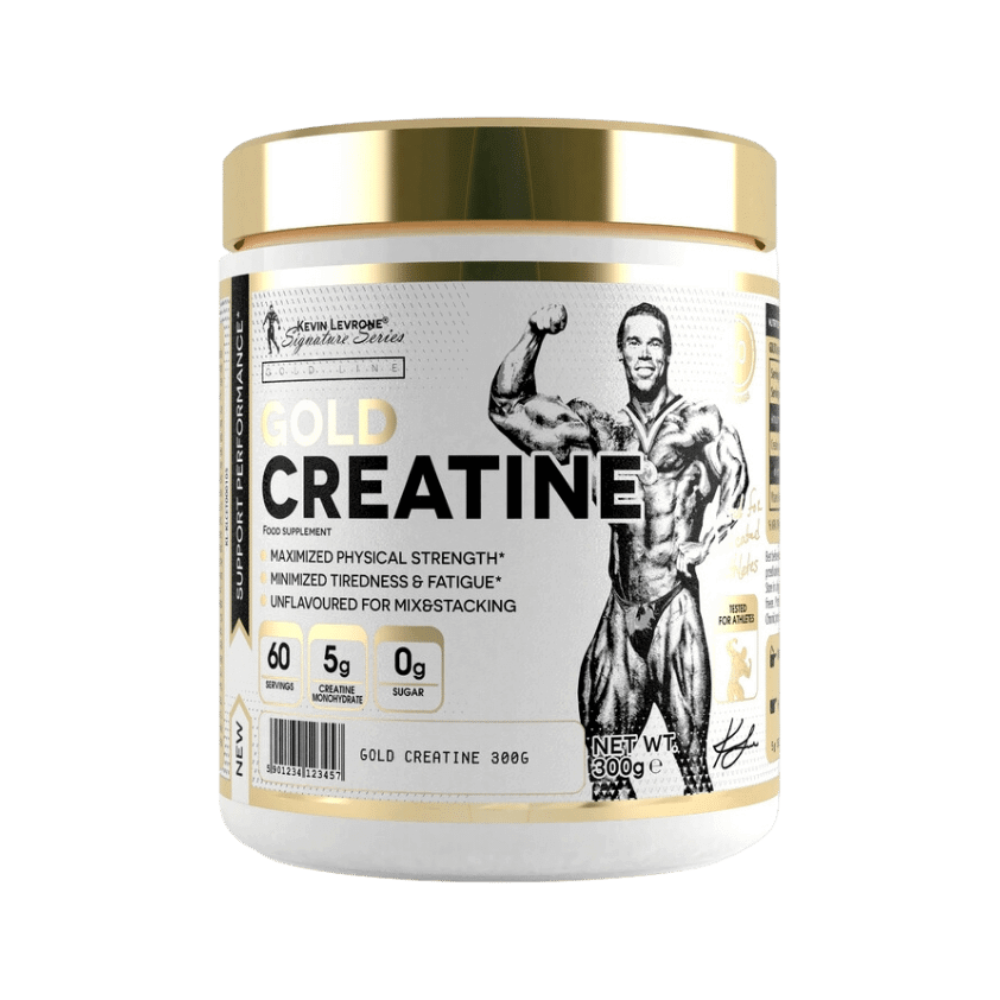 KEVIN LEVRONE®
Signature Series
GOLD LINE
GOLD
CREATINE
FOOD SUPPLEMENT
MAXIMIZED PHYSICAL STRENGTH*
MINIMIZED TIREDNESS & FATIGUE*
UNFLAVOURED FOR MIX&STACKING
60
SERVINGS
5g
CREATINE
MONOHYDRATE
0g
SUGAR
5901234123457
GOLD CREATINE 300G
NET WT.
300g e
SUPPORT PERFORMANCE*
NEW
TESTED
FOR ATHLETES